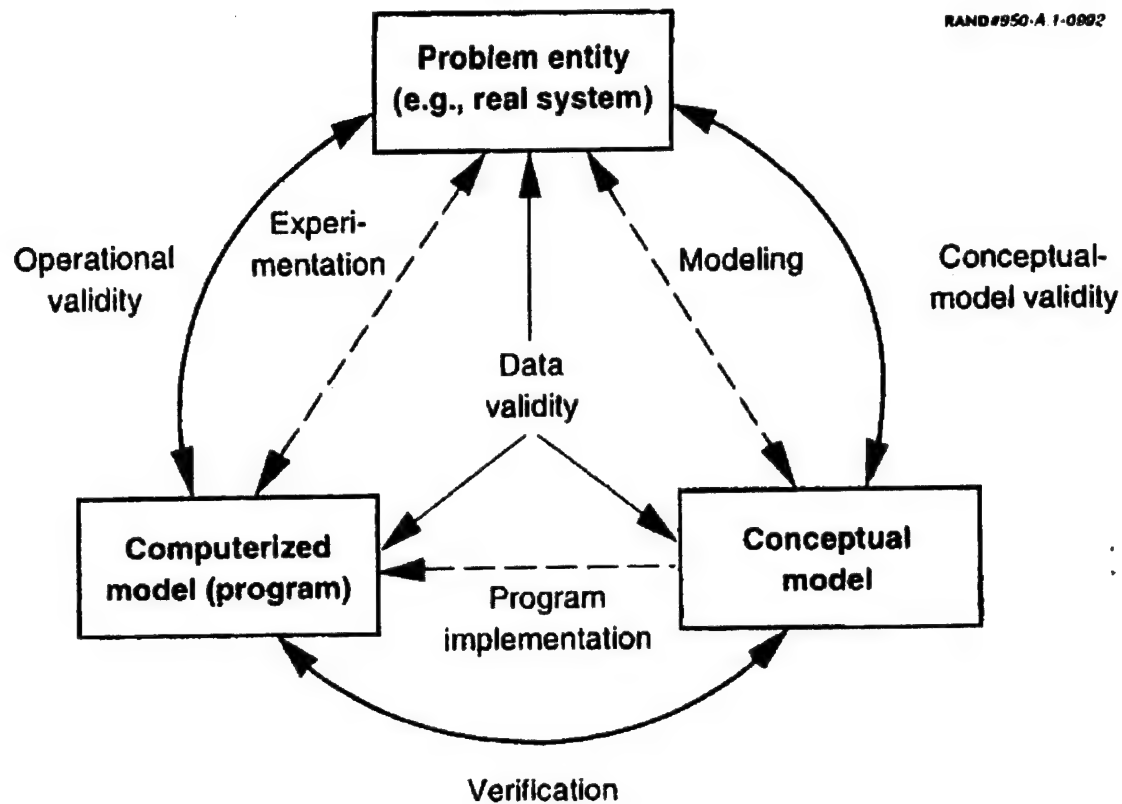 RAND#950-A.1-0992
Problem entity
(e.g., real system)
Experi-
mentation
Operational
validity
Modeling
Conceptual-
model validity
Data
validity
Computerized
model (program)
Conceptual
model
Program
implementation
Verification